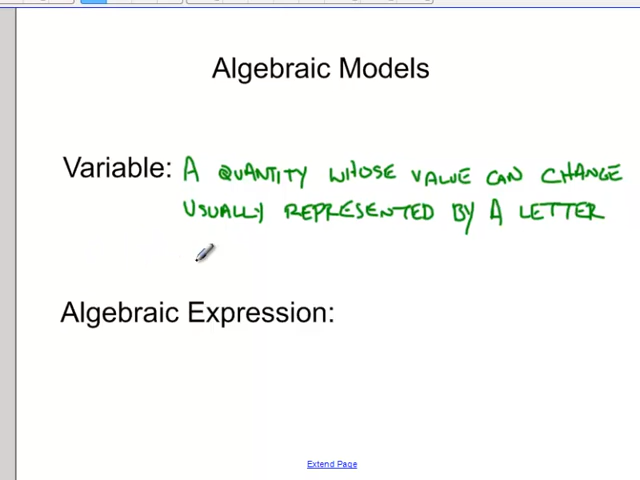 Algebraic Models
Variable: A QUANTITY WHOSE VALUE CAN CHANGE
USUALLY REPRESENTED BY A LETTER
Algebraic Expression:
Extend Page